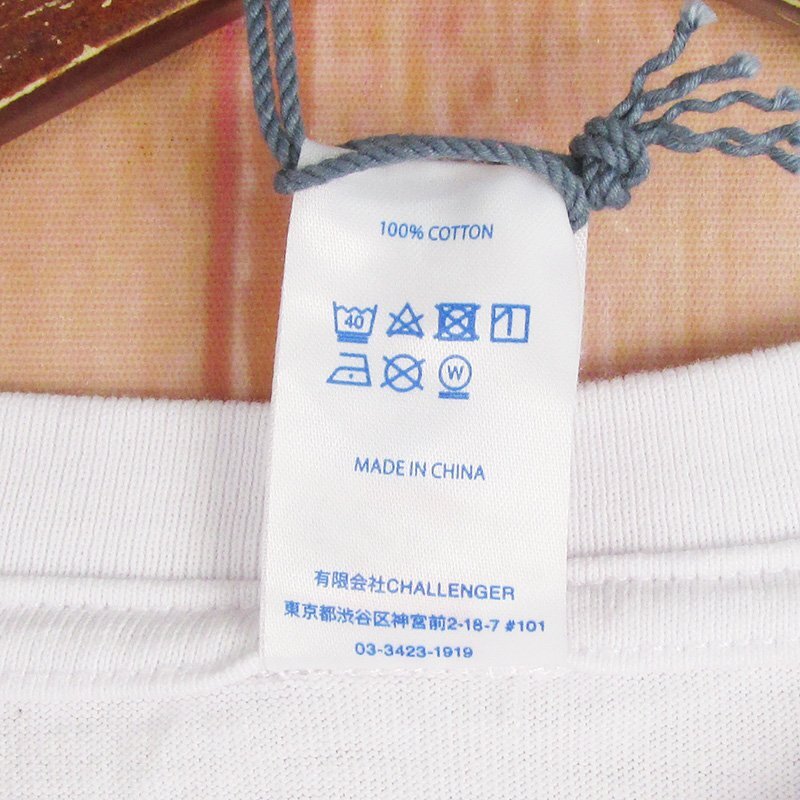 100% COTTON
40
W
MADE IN CHINA
有限会社CHALLENGER
東京都渋谷区神宮前2-18-7 #101
03-3423-1919